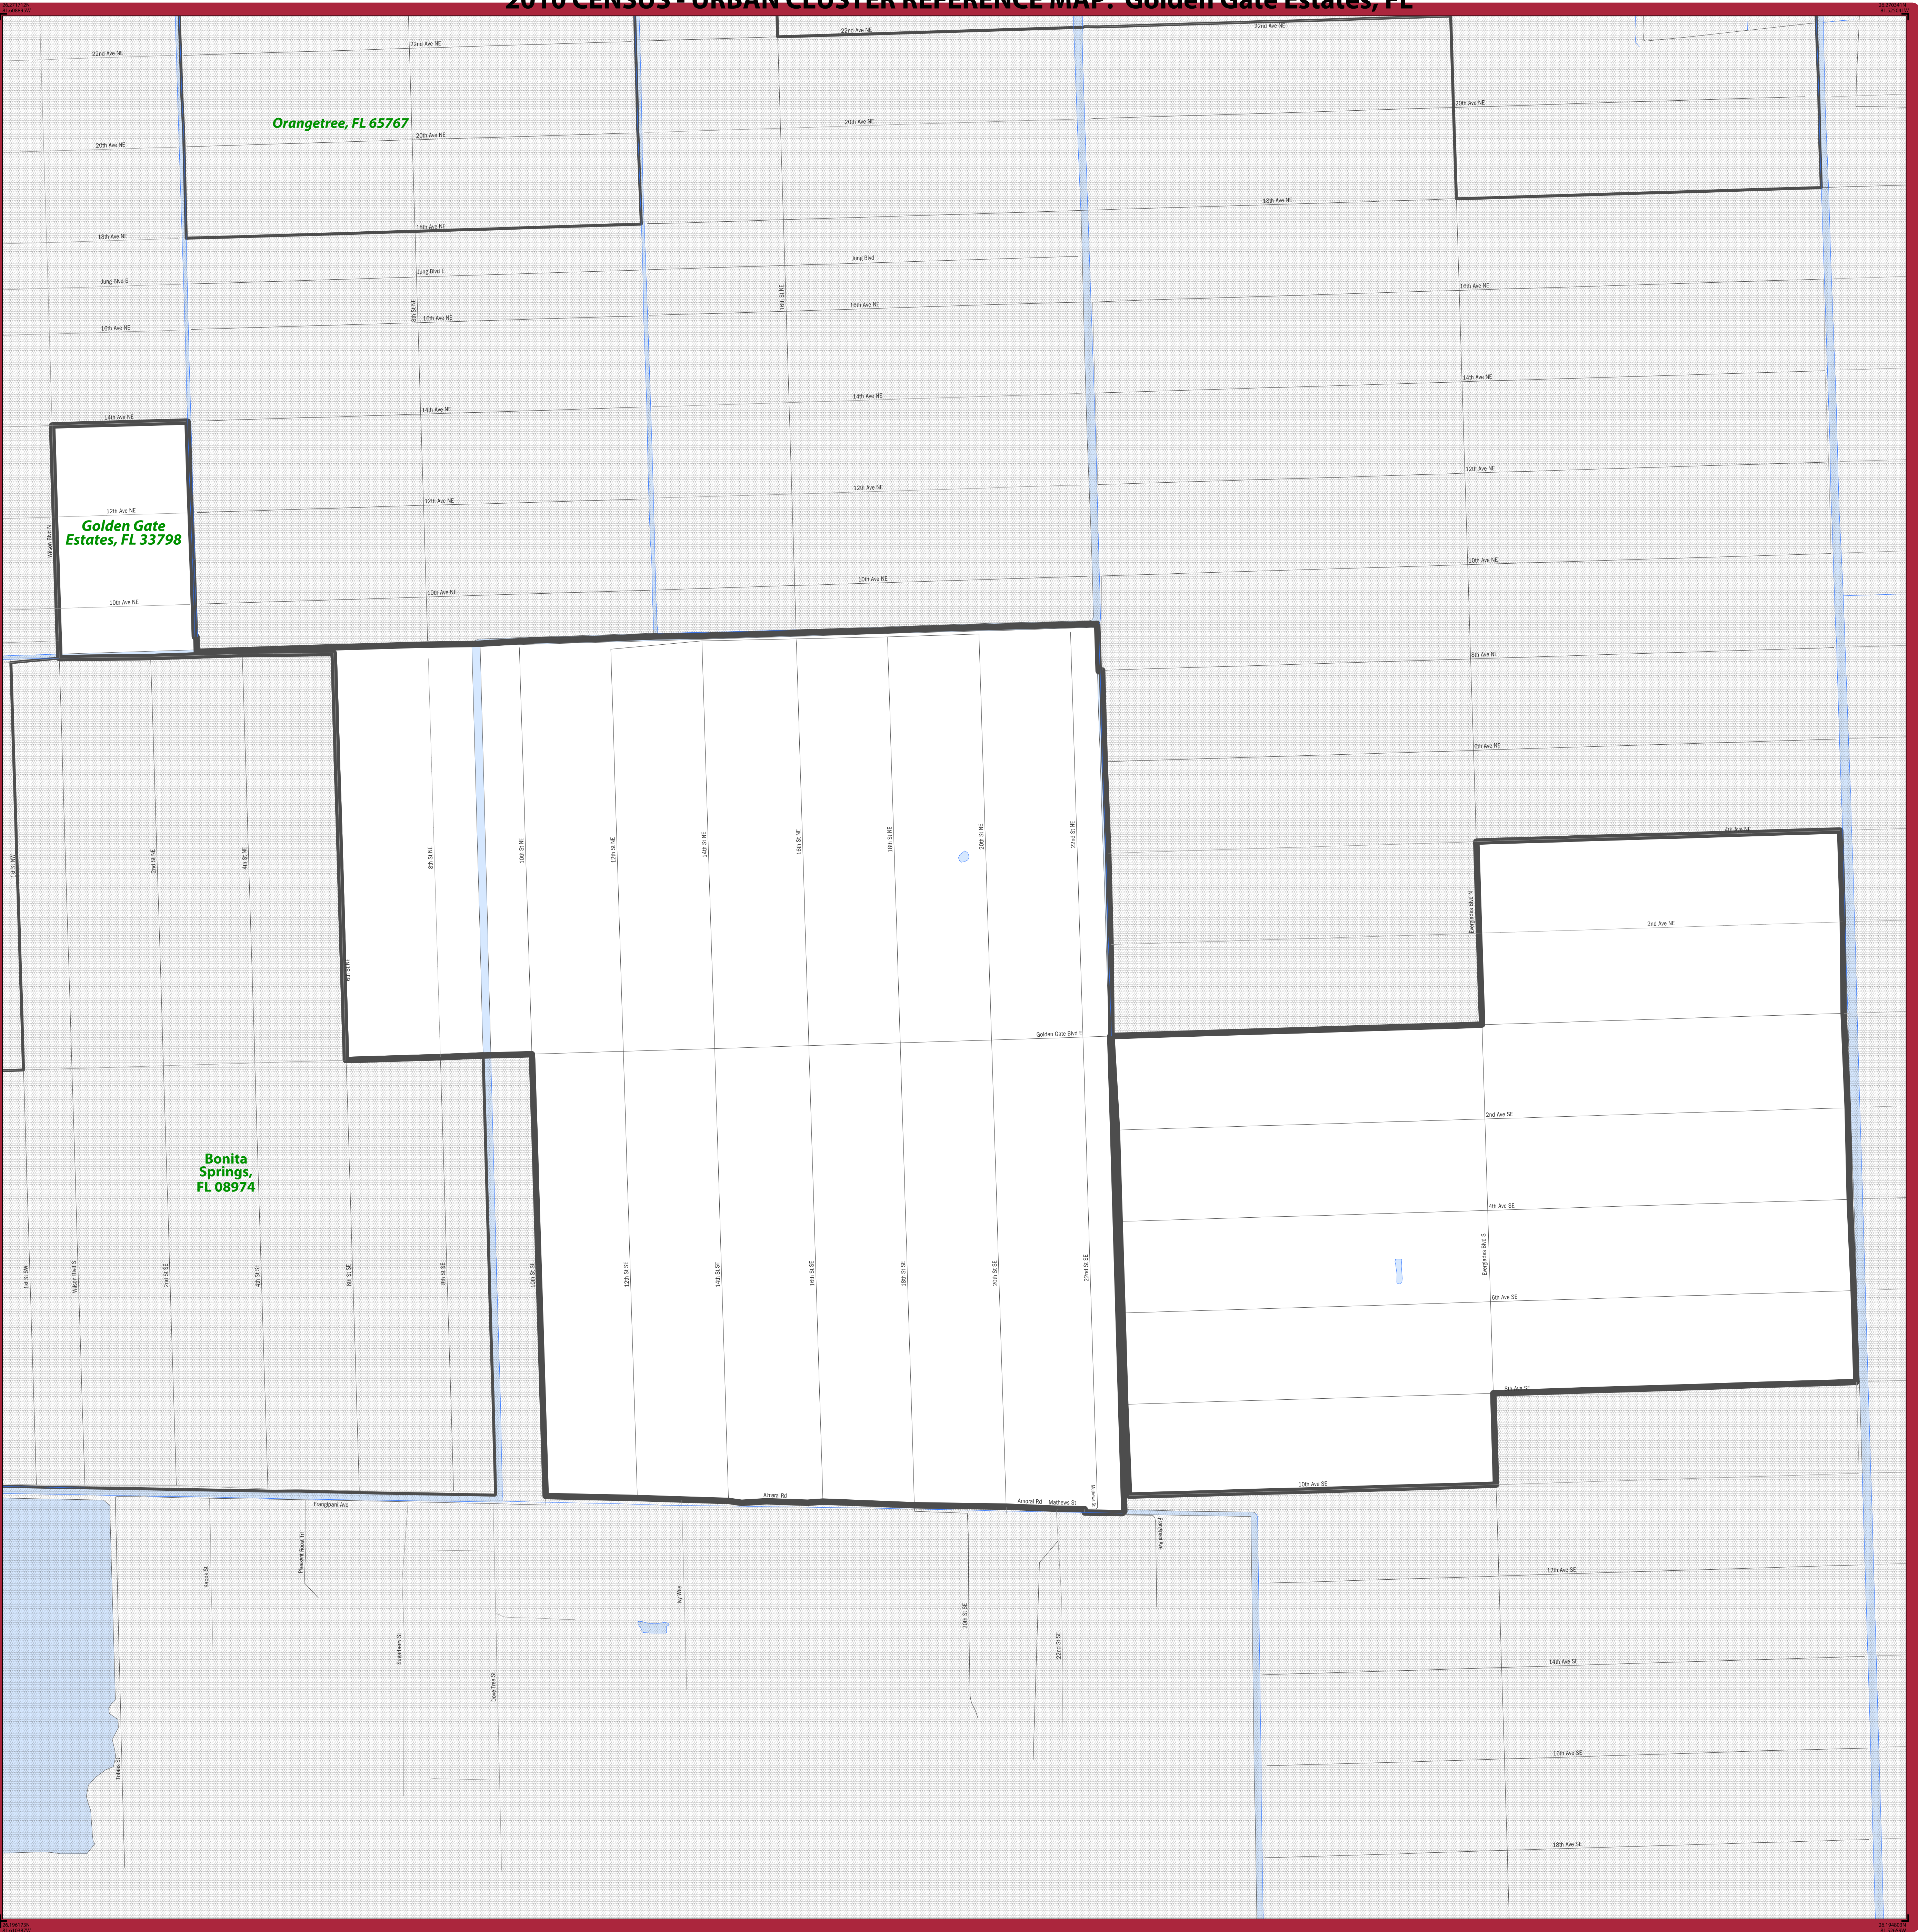 2010 CENSUS - URBAN CLUSTER REFERENCE MAP: Golden Gate Estates, FL
22nd Ave NE
22nd Ave NE
22nd Ave NE
22nd Ave NE
Orangetree, FL 65767
20th Ave NE
20th Ave NE
20th Ave NE
20th Ave NE
18th Ave NE
18th Ave NE
18th Ave NE
Jung Blvd E
Jung Blvd E
Jung Blvd
8th St NE
16th St NE
16th Ave NE
16th Ave NE
16th Ave NE
16th Ave NE
14th Ave NE
14th Ave NE
14th Ave NE
14th Ave NE
12th Ave NE
12th Ave NE
12th Ave NE
12th Ave NE
Wilson Blvd N
Golden Gate
Estates, FL 33798
10th Ave NE
10th Ave NE
10th Ave NE
10th Ave NE
8th Ave NE
6th Ave NE
4th Ave NE
1st St NW
2nd St NE
4th St NE
6th St NE
8th St NE
10th St NE
12th St NE
14th St NE
16th St NE
18th St NE
20th St NE
22nd St NE
Everglades Blvd N
2nd Ave NE
Golden Gate Blvd E
2nd Ave SE
Bonita
Springs,
FL 08974
4th Ave SE
Everglades Blvd S
6th Ave SE
1st St SW
Wilson Blvd S
2nd St SE
4th St SE
6th St SE
8th St SE
10th St SE
12th St SE
14th St SE
16th St SE
18th St SE
20th St SE
22nd St SE
8th Ave SE
10th Ave SE
Amaral Rd
Amaral Rd
Mathews St
Mathews St
Frangipani Ave
Frangipani Ave
Kapok St
Pheasant Roost Trl
Sugarberry St
Dove Tree St
Ivy Way
20th St SE
22nd St SE
Tobias St
12th Ave SE
14th Ave SE
16th Ave SE
18th Ave SE